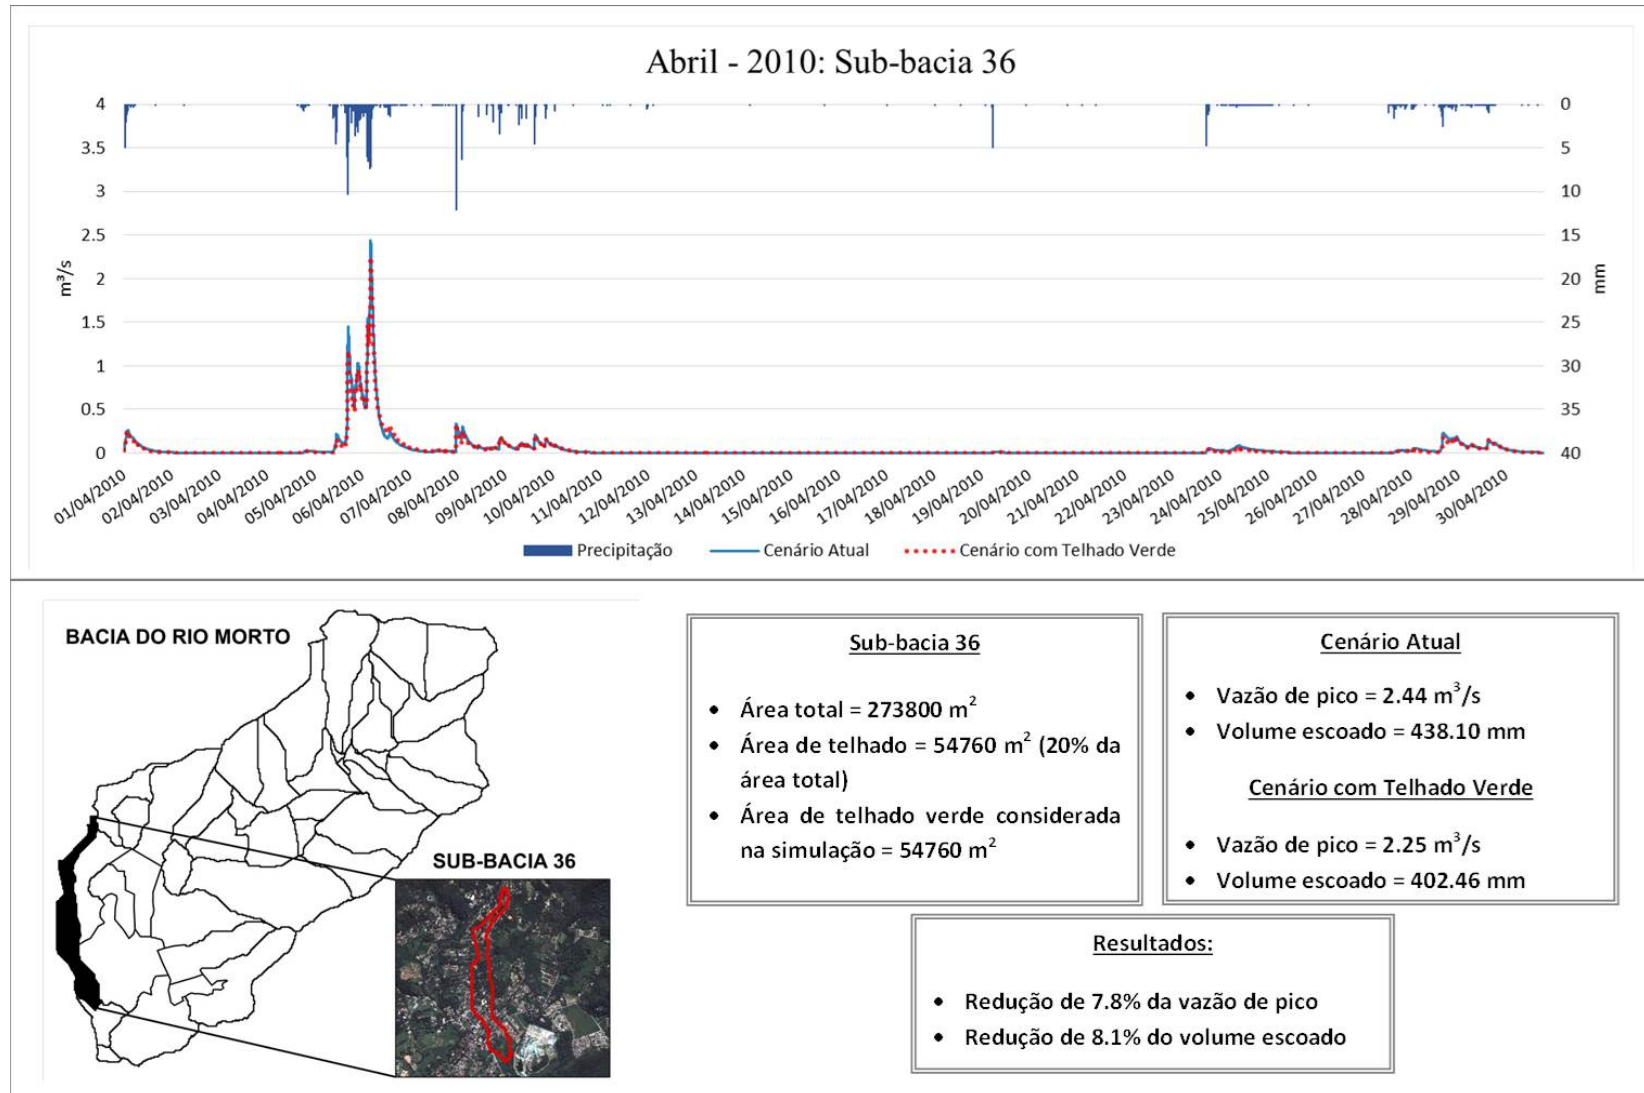 Abril - 2010: Sub-bacia 36
4
3.5
3
2.5
2
1.5
1
0.5
0
m³/s
0
5
10
15
20
25
30
35
40
mm
01/04/2010
02/04/2010
03/04/2010
04/04/2010
05/04/2010
06/04/2010
07/04/2010
08/04/2010
09/04/2010
10/04/2010
11/04/2010
12/04/2010
13/04/2010
14/04/2010
15/04/2010
16/04/2010
17/04/2010
18/04/2010
19/04/2010
20/04/2010
21/04/2010
22/04/2010
23/04/2010
24/04/2010
25/04/2010
26/04/2010
27/04/2010
28/04/2010
29/04/2010
30/04/2010
Precipitação
Cenário Atual
Cenário com Telhado Verde
BACIA DO RIO MORTO
SUB-BACIA 36
Sub-bacia 36
• Área total = 273800 m²
• Área de telhado = 54760 m² (20% da
área total)
• Área de telhado verde considerada
na simulação = 54760 m²
Cenário Atual
• Vazão de pico = 2.44 m³/s
• Volume escoado = 438.10 mm
Cenário com Telhado Verde
• Vazão de pico = 2.25 m³/s
• Volume escoado = 402.46 mm
Resultados:
• Redução de 7.8% da vazão de pico
• Redução de 8.1% do volume escoado